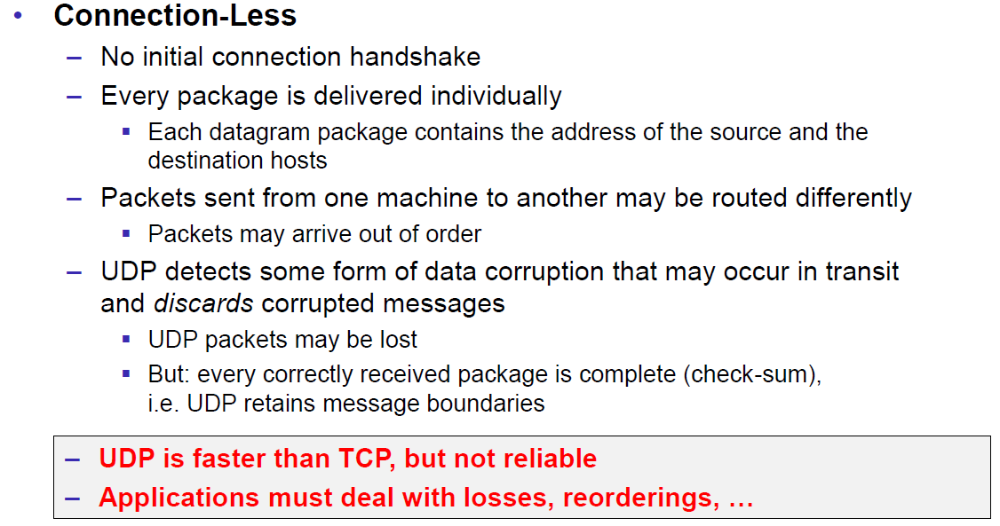 • Connection-Less
– No initial connection handshake
– Every package is delivered individually
▪ Each datagram package contains the address of the source and the
destination hosts
– Packets sent from one machine to another may be routed differently
▪ Packets may arrive out of order
– UDP detects some form of data corruption that may occur in transit
and discards corrupted messages
▪ UDP packets may be lost
▪ But: every correctly received package is complete (check-sum),
i.e. UDP retains message boundaries
– UDP is faster than TCP, but not reliable
– Applications must deal with losses, reorderings, …